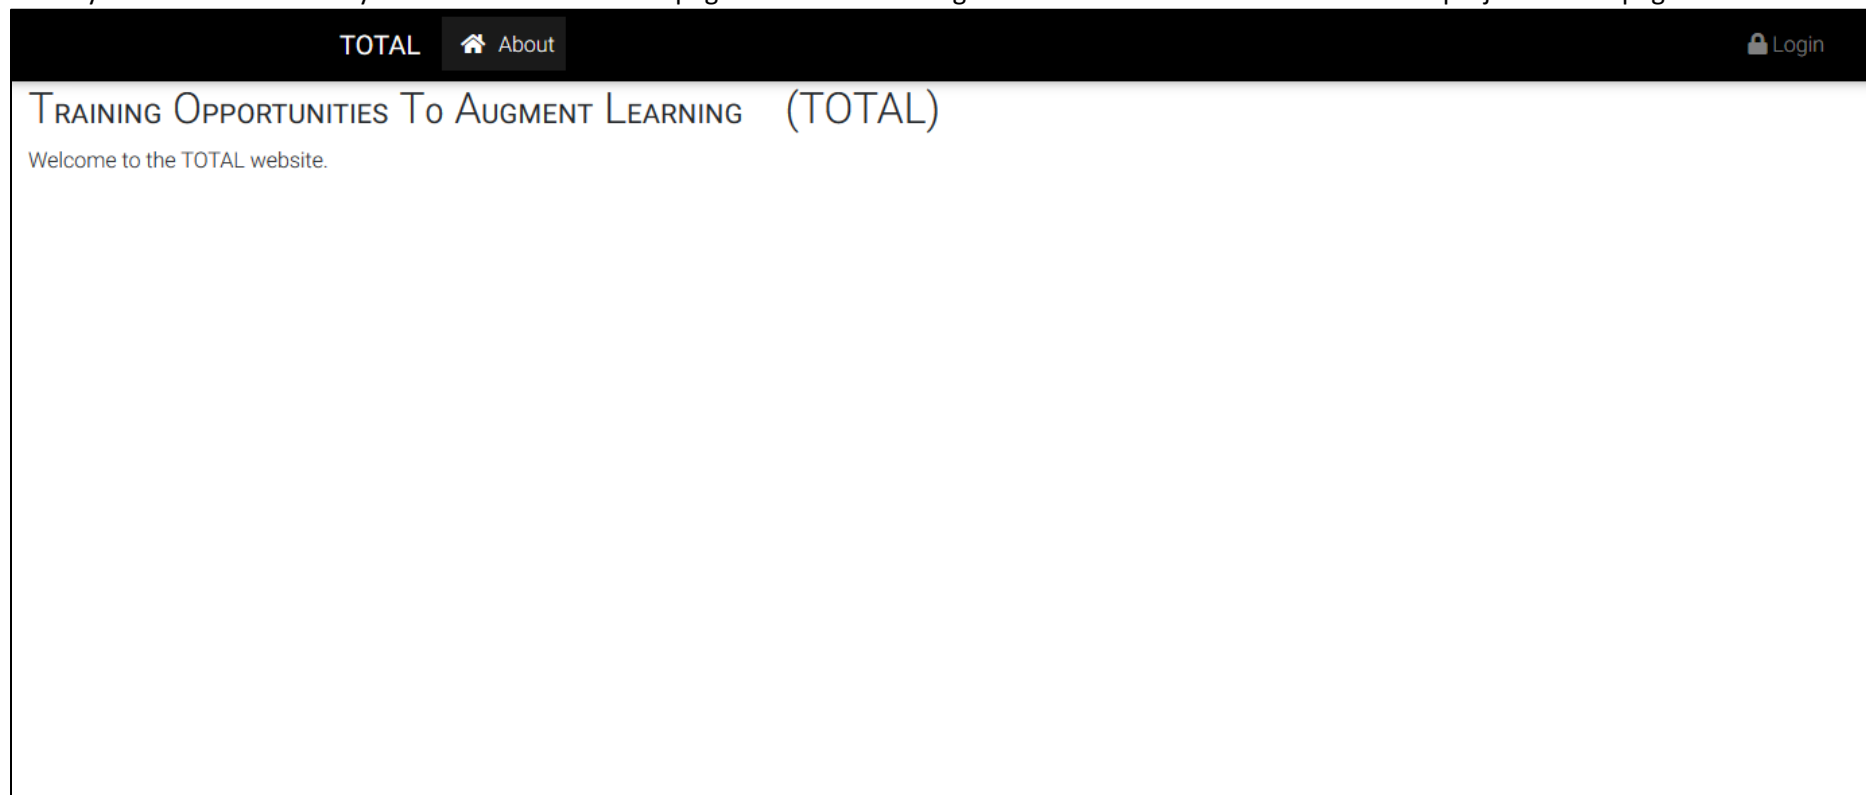 TOTAL About Login
Training Opportunities To Augment Learning (TOTAL)
Welcome to the TOTAL website.